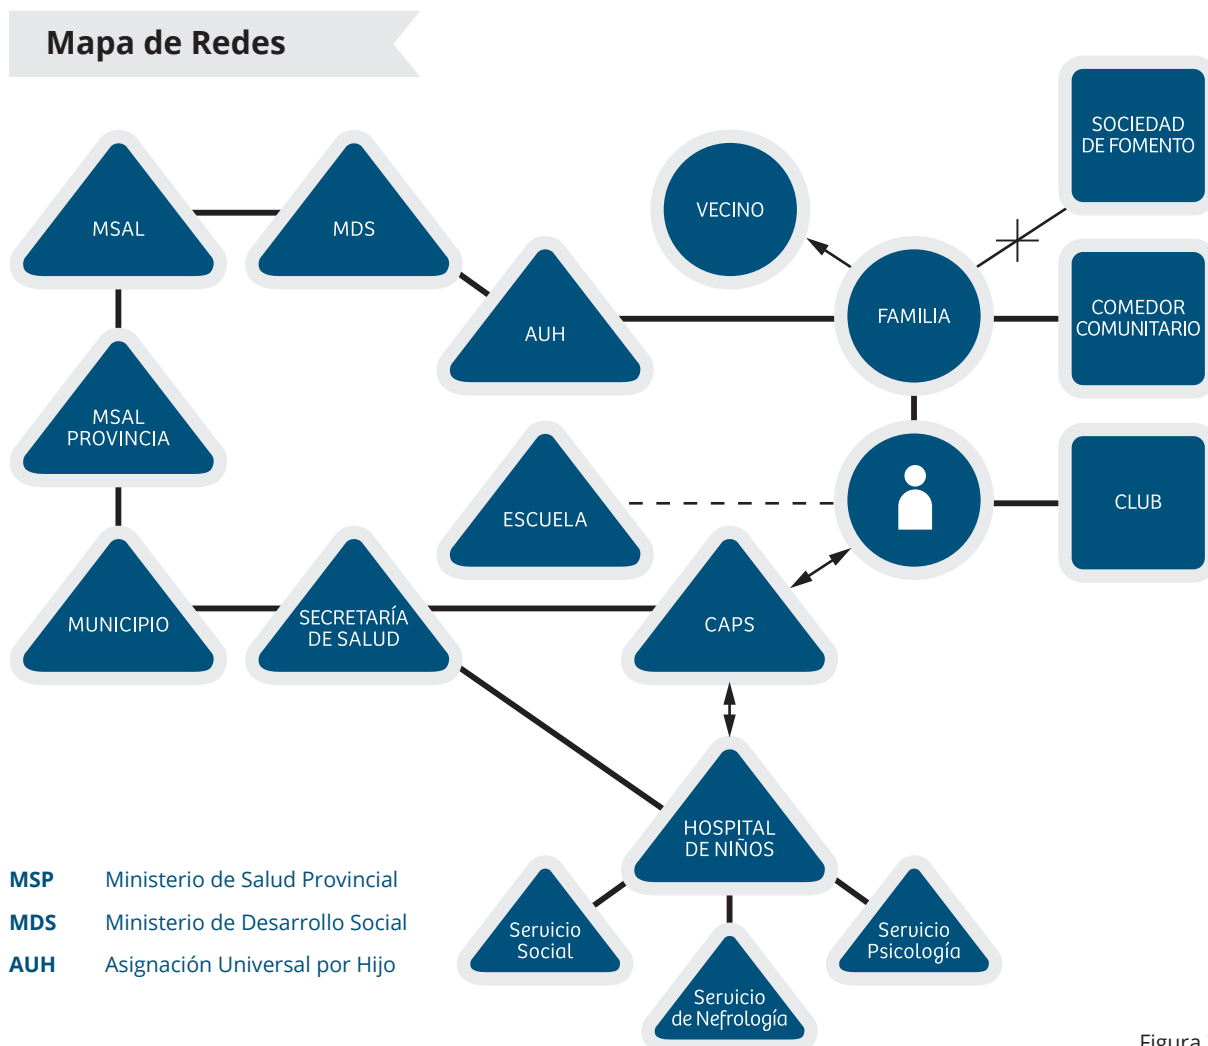 Mapa de Redes
SOCIEDAD
DE FOMENTO
VECINO
MSAL
MDS
COMEDOR
COMUNITARIO
FAMILIA
AUH
MSAL
PROVINCIA
CLUB
ESCUELA
MUNICIPIO
SECRETARÍA
DE SALUD
CAPS
HOSPITAL
DE NIÑOS
MSP Ministerio de Salud Provincial
MDS Ministerio de Desarrollo Social
AUH Asignación Universal por Hijo
Servicio
Social
Servicio
Psicología
Servicio
de Nefrología
Figura